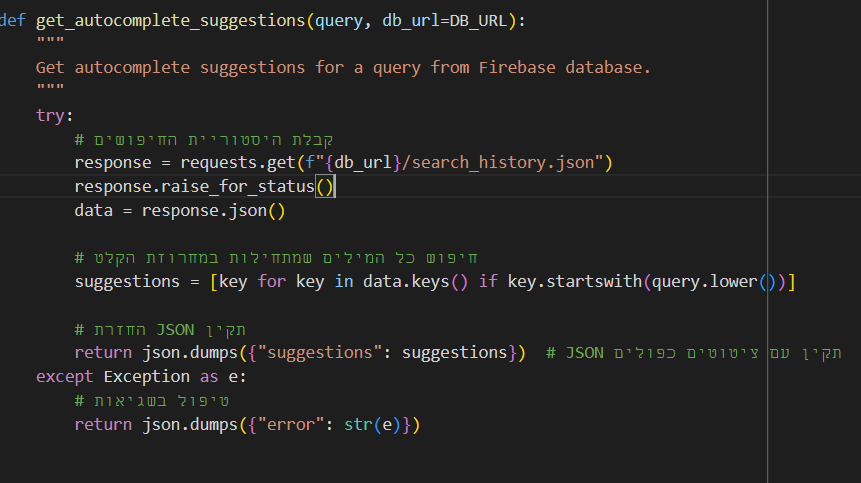 def get_autocomplete_suggestions(query, db_url=DB_URL):
"""
Get autocomplete suggestions for a query from Firebase database.
"""
try:
# קבלת היסטוריית החיפושים
response = requests.get(f"{db_url}/search_history.json")
response.raise_for_status()
data = response.json()
# חיפוש כל המילים שמתחילות במחרוזת הקלט
suggestions = [key for key in data.keys() if key.startswith(query.lower())]
# החזרת JSON תקין
return json.dumps({"suggestions": suggestions})  # JSON תקין עם ציטוטים כפולים
except Exception as e:
# טיפול בשגיאות
return json.dumps({"error": str(e)})